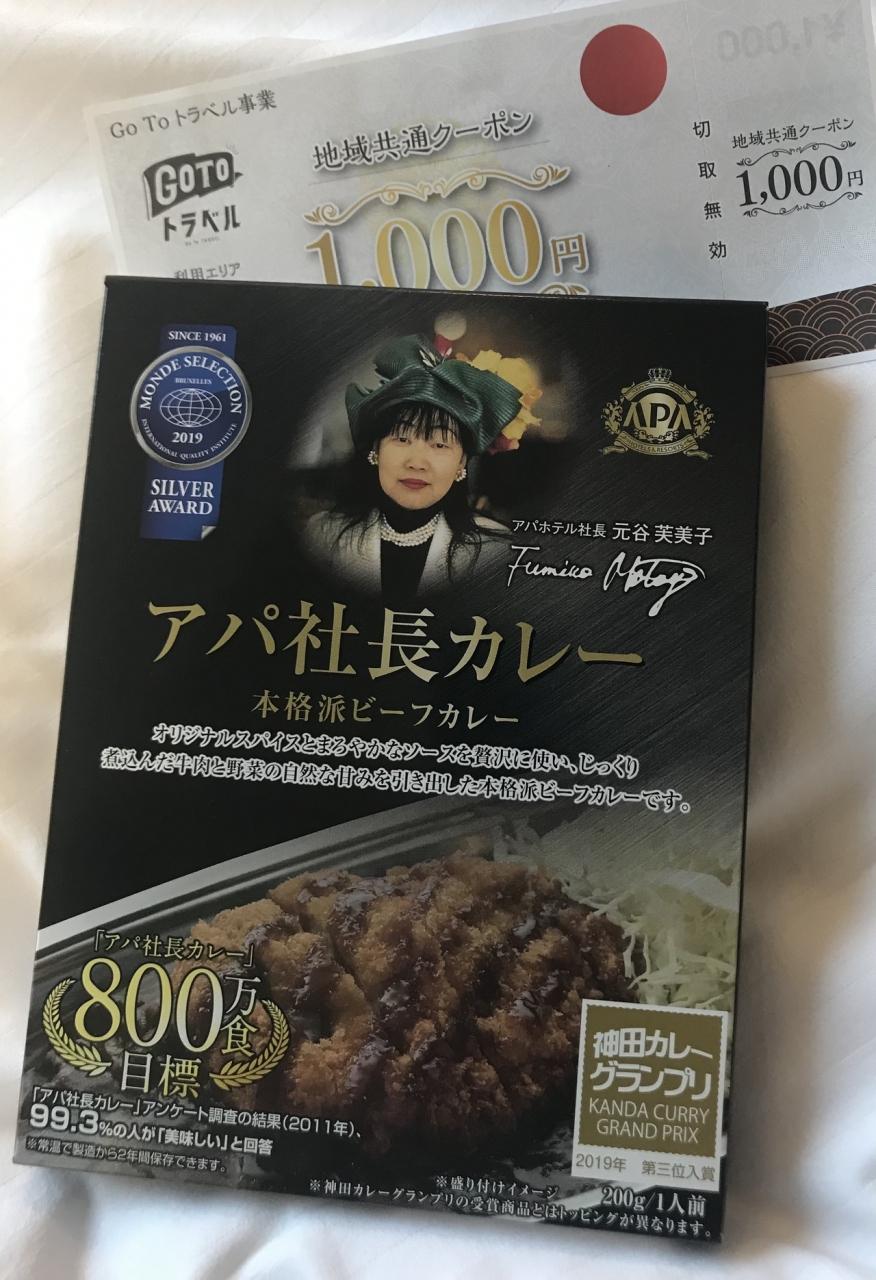 Go To トラベル事業
GOTO
トラベル
利用エリア
地域共通クーポン
1,000円
切取無効
地域共通クーポン
1,000円
¥1,000
SINCE 1961
MONDE SELECTION
BRUXELLES
2019
INTERNATIONAL QUALITY INSTITUTE
SILVER
AWARD
APA
HOTELS & RESORTS
アパホテル社長 元谷 芙美子
Fumiko Motoya
アパ社長カレー
本格派ビーフカレー
オリジナルスパイスとまろやかなソースを贅沢に使い、じっくり
煮込んだ牛肉と野菜の自然な甘みを引き出した本格派ビーフカレーです。
「アパ社長カレー」
800万食
目標
「アパ社長カレー」アンケート調査の結果(2011年)、
99.3%の人が「美味しい」と回答
※常温で製造から2年間保存できます。
神田カレー
グランプリ
KANDA CURRY
GRAND PRIX
2019年 第三位入賞
※盛り付けイメージ
200g/1人前
※神田カレーグランプリの受賞商品とはトッピングが異なります。